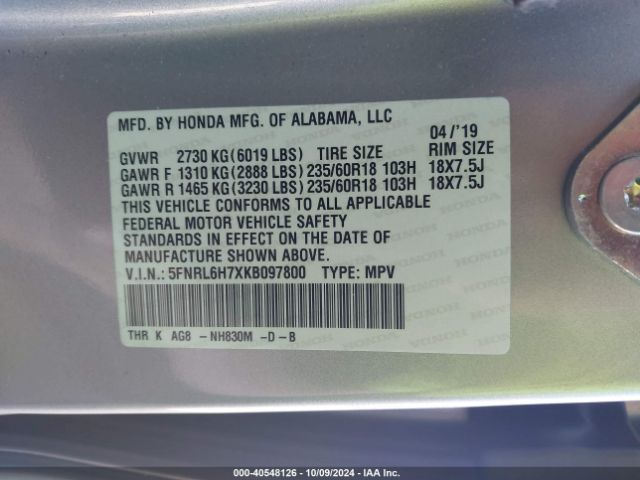 MFD. BY HONDA MFG. OF ALABAMA, LLC
04/'19
GVWR 2730 KG(6019 LBS) TIRE SIZE RIM SIZE
GAWR F 1310 KG(2888 LBS)235/60R18 103H 18X7.5J
GAWR R 1465 KG(3230 LBS)235/60R18 103H 18X7.5J
THIS VEHICLE CONFORMS TO ALL APPLICABLE
FEDERAL MOTOR VEHICLE SAFETY
STANDARDS IN EFFECT ON THE DATE OF
MANUFACTURE SHOWN ABOVE.
V.I.N.: 5FNRL6H7XKB097800 TYPE: MPV
THR K AG8 -NH830M -D-B
000-40548126 - 10/09/2024 - IAA Inc.